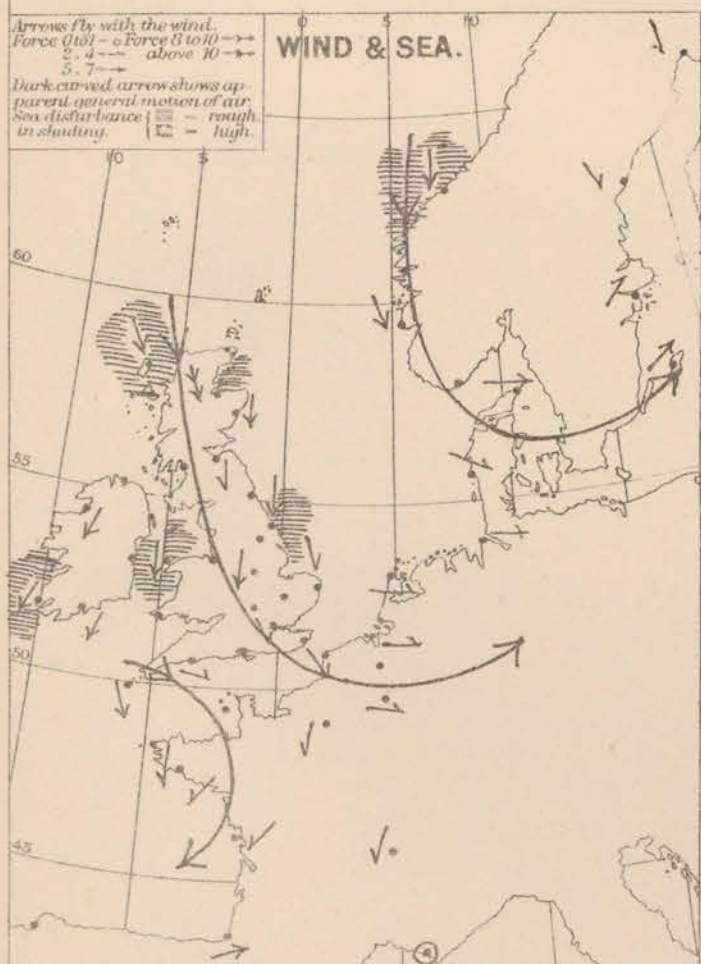 Arrows fly with the wind.
Force 0 to 1 – o Force 8 to 10
2. 4 above 10
5. 7
WIND & SEA.
Dark curved arrow shows ap-
parent general motion of air.
Sea disturbance { = rough.
in shading. { = high.
10 5 0 5 10
60
55
50
45